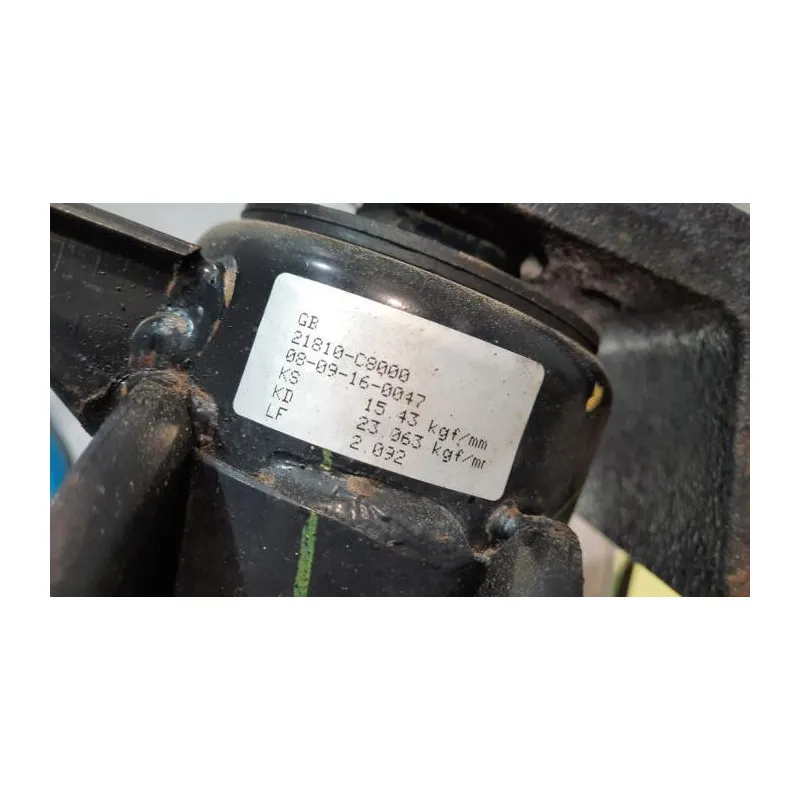 GB
21810-C8000
08-09-16-0047
KS 15.43 kgf/mm
KD 23.063 kgf/mm
LF 2.092